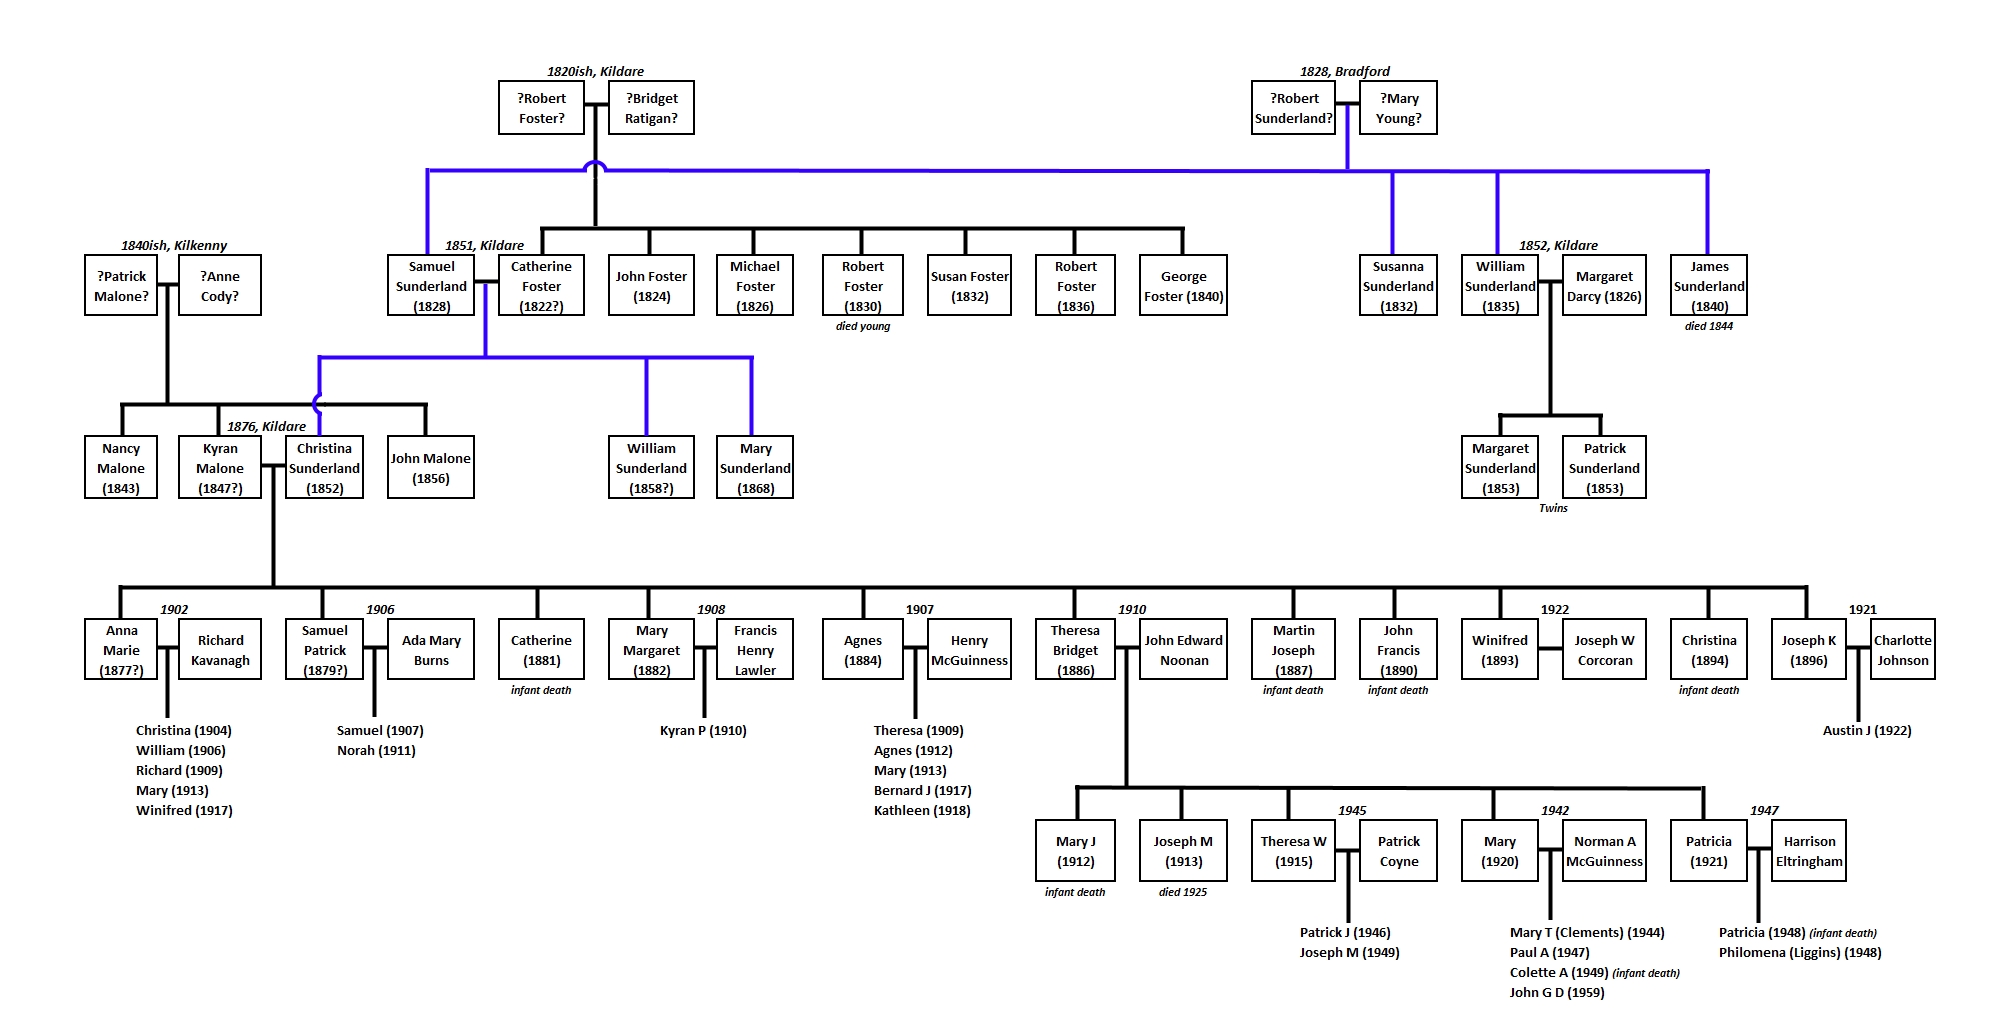 1820ish, Kildare
?Robert
Foster?
?Bridget
Ratigan?
1828, Bradford
?Robert
Sunderland?
?Mary
Young?
1840ish, Kilkenny
?Patrick
Malone?
?Anne
Cody?
1851, Kildare
Samuel
Sunderland
(1828)
Catherine
Foster
(1822?)
John Foster
(1824)
Michael
Foster
(1826)
Robert
Foster
(1830)
died young
Susan Foster
(1832)
Robert
Foster
(1836)
George
Foster (1840)
Susanna
Sunderland
(1832)
1852, Kildare
William
Sunderland
(1835)
Margaret
Darcy (1826)
James
Sunderland
(1840)
died 1844
Nancy
Malone
(1843)
1876, Kildare
Kyran
Malone
(1847?)
Christina
Sunderland
(1852)
John Malone
(1856)
William
Sunderland
(1858?)
Mary
Sunderland
(1868)
Margaret
Sunderland
(1853)
Patrick
Sunderland
(1853)
Twins
1902
Anna
Marie
(1877?)
Richard
Kavanagh
1906
Samuel
Patrick
(1879?)
Ada Mary
Burns
Catherine
(1881)
infant death
1908
Mary
Margaret
(1882)
Francis
Henry
Lawler
1907
Agnes
(1884)
Henry
McGuinness
1910
Theresa
Bridget
(1886)
John Edward
Noonan
Martin
Joseph
(1887)
infant death
John
Francis
(1890)
infant death
1922
Winifred
(1893)
Joseph W
Corcoran
Christina
(1894)
infant death
1921
Joseph K
(1896)
Charlotte
Johnson
Christina (1904)
William (1906)
Richard (1909)
Mary (1913)
Winifred (1917)
Samuel (1907)
Norah (1911)
Kyran P (1910)
Theresa (1909)
Agnes (1912)
Mary (1913)
Bernard J (1917)
Kathleen (1918)
Austin J (1922)
Mary J
(1912)
infant death
Joseph M
(1913)
died 1925
1945
Theresa W
(1915)
Patrick
Coyne
1942
Mary
(1920)
Norman A
McGuinness
1947
Patricia
(1921)
Harrison
Eltringham
Patrick J (1946)
Joseph M (1949)
Mary T (Clements) (1944)
Paul A (1947)
Colette A (1949) (infant death)
John G D (1959)
Patricia (1948) (infant death)
Philomena (Liggins) (1948)